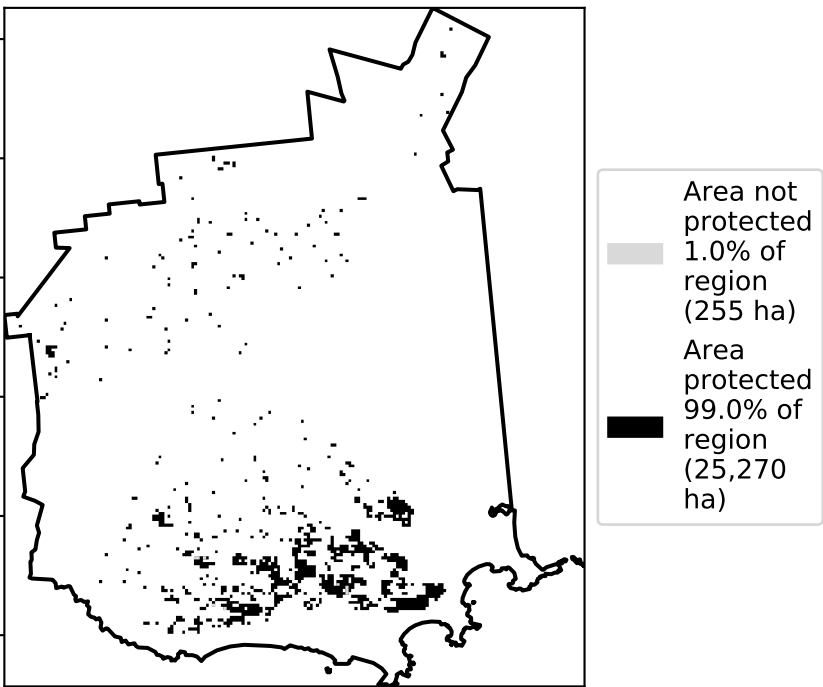 Area not
protected
1.0% of
region
(255 ha)
Area
protected
99.0% of
region
(25,270
ha)